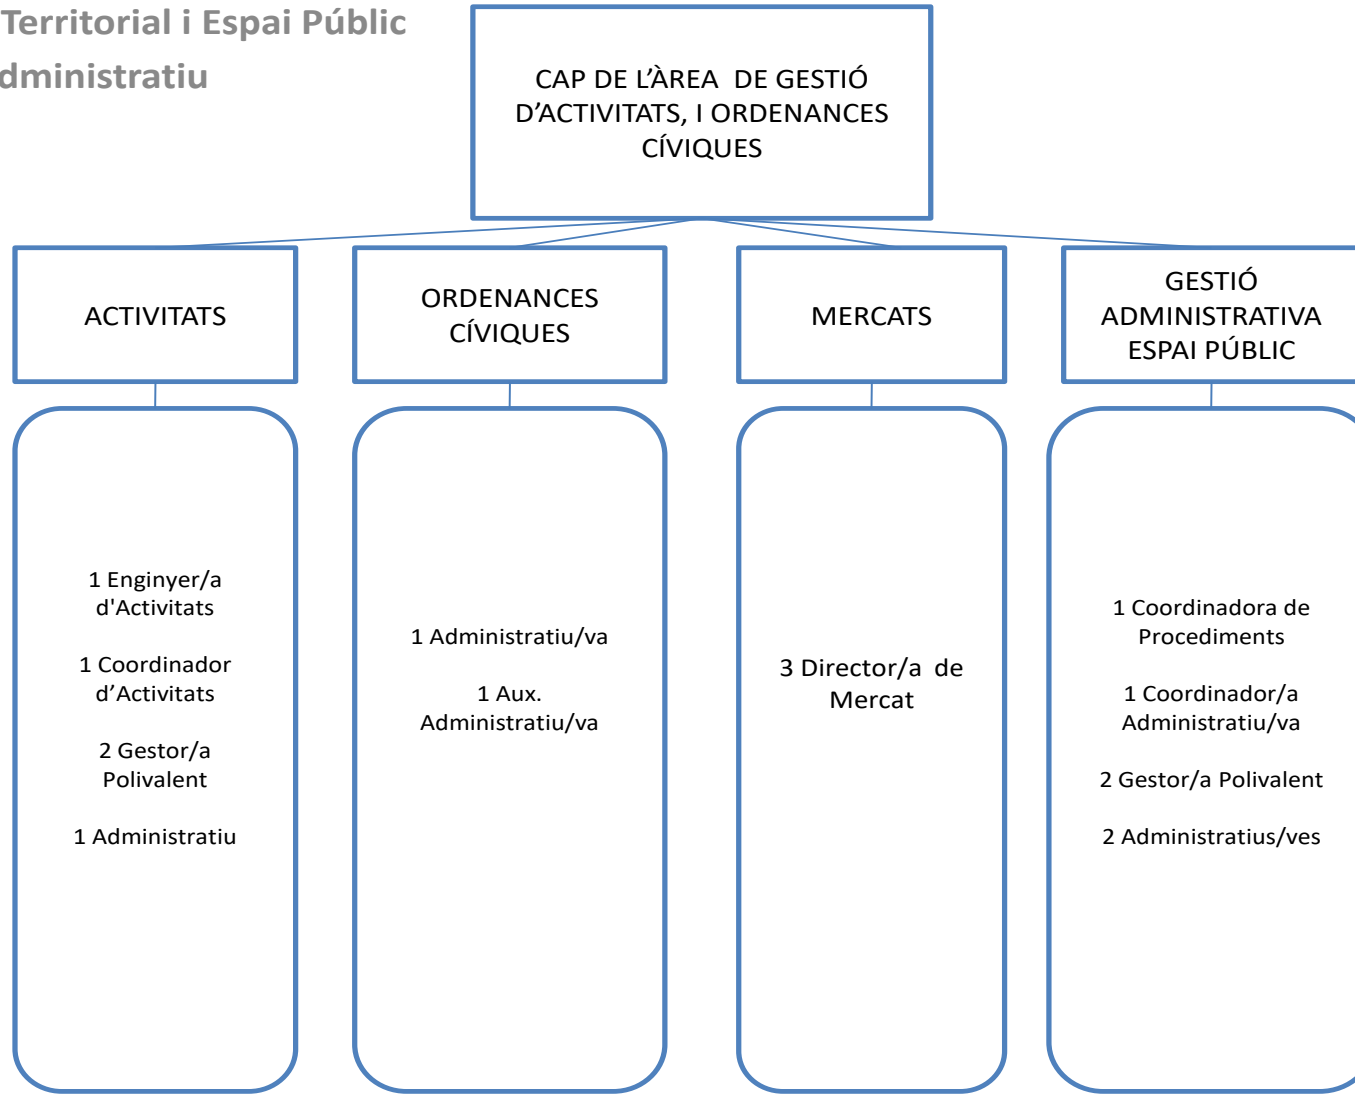 Territorial i Espai Públic
dministratiu
CAP DE L’ÀREA  DE GESTIÓ
D’ACTIVITATS, I ORDENANCES
CÍVIQUES
ACTIVITATS
ORDENANCES
CÍVIQUES
MERCATS
GESTIÓ
ADMINISTRATIVA
ESPAI PÚBLIC
1 Enginyer/a
d'Activitats
1 Coordinador
d’Activitats
2 Gestor/a
Polivalent
1 Administratiu
1 Administratiu/va
1 Aux.
Administratiu/va
3 Director/a  de
Mercat
1 Coordinadora de
Procediments
1 Coordinador/a
Administratiu/va
2 Gestor/a Polivalent
2 Administratius/ves